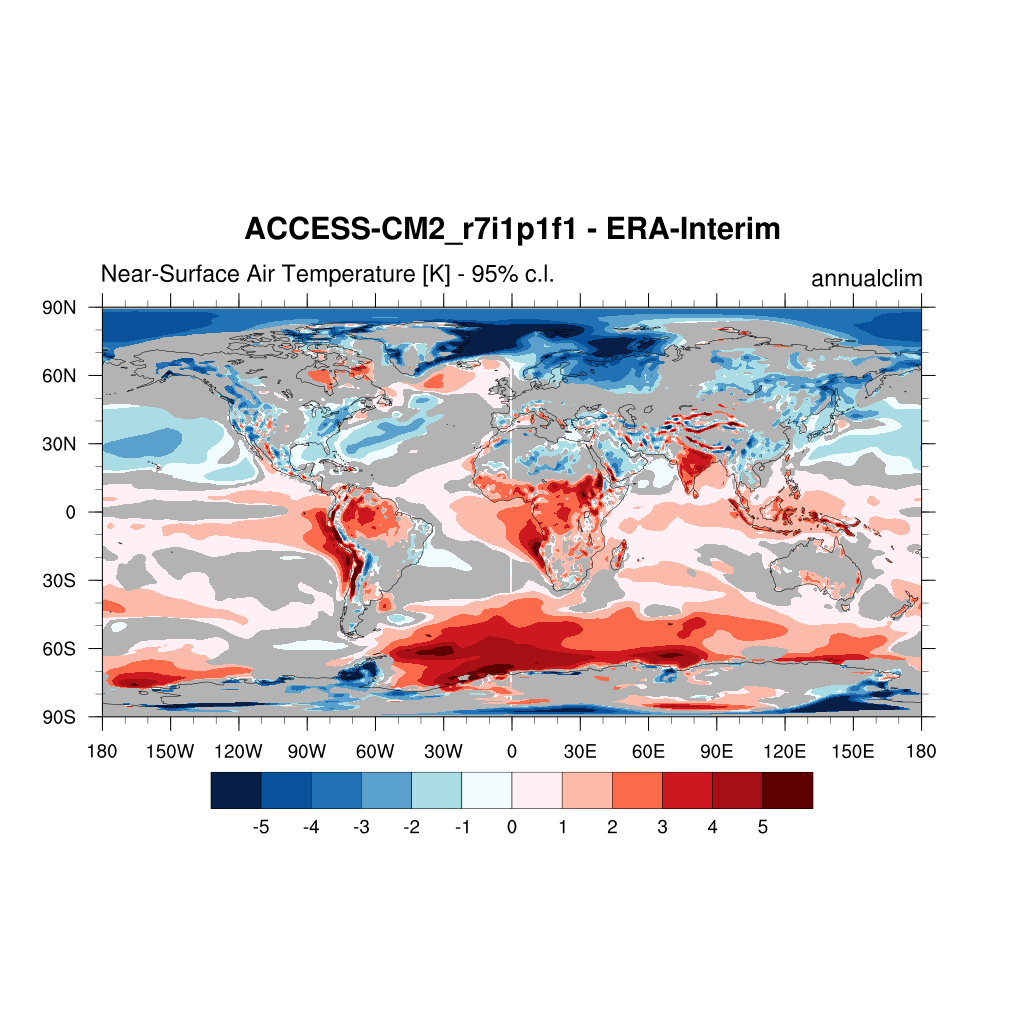 ACCESS-CM2_r7i1p1f1 - ERA-Interim
Near-Surface Air Temperature [K] - 95% c.l.
annualclim
90N
60N
30N
0
30S
60S
90S
180 150W 120W 90W 60W 30W 0 30E 60E 90E 120E 150E 180
-5 -4 -3 -2 -1 0 1 2 3 4 5